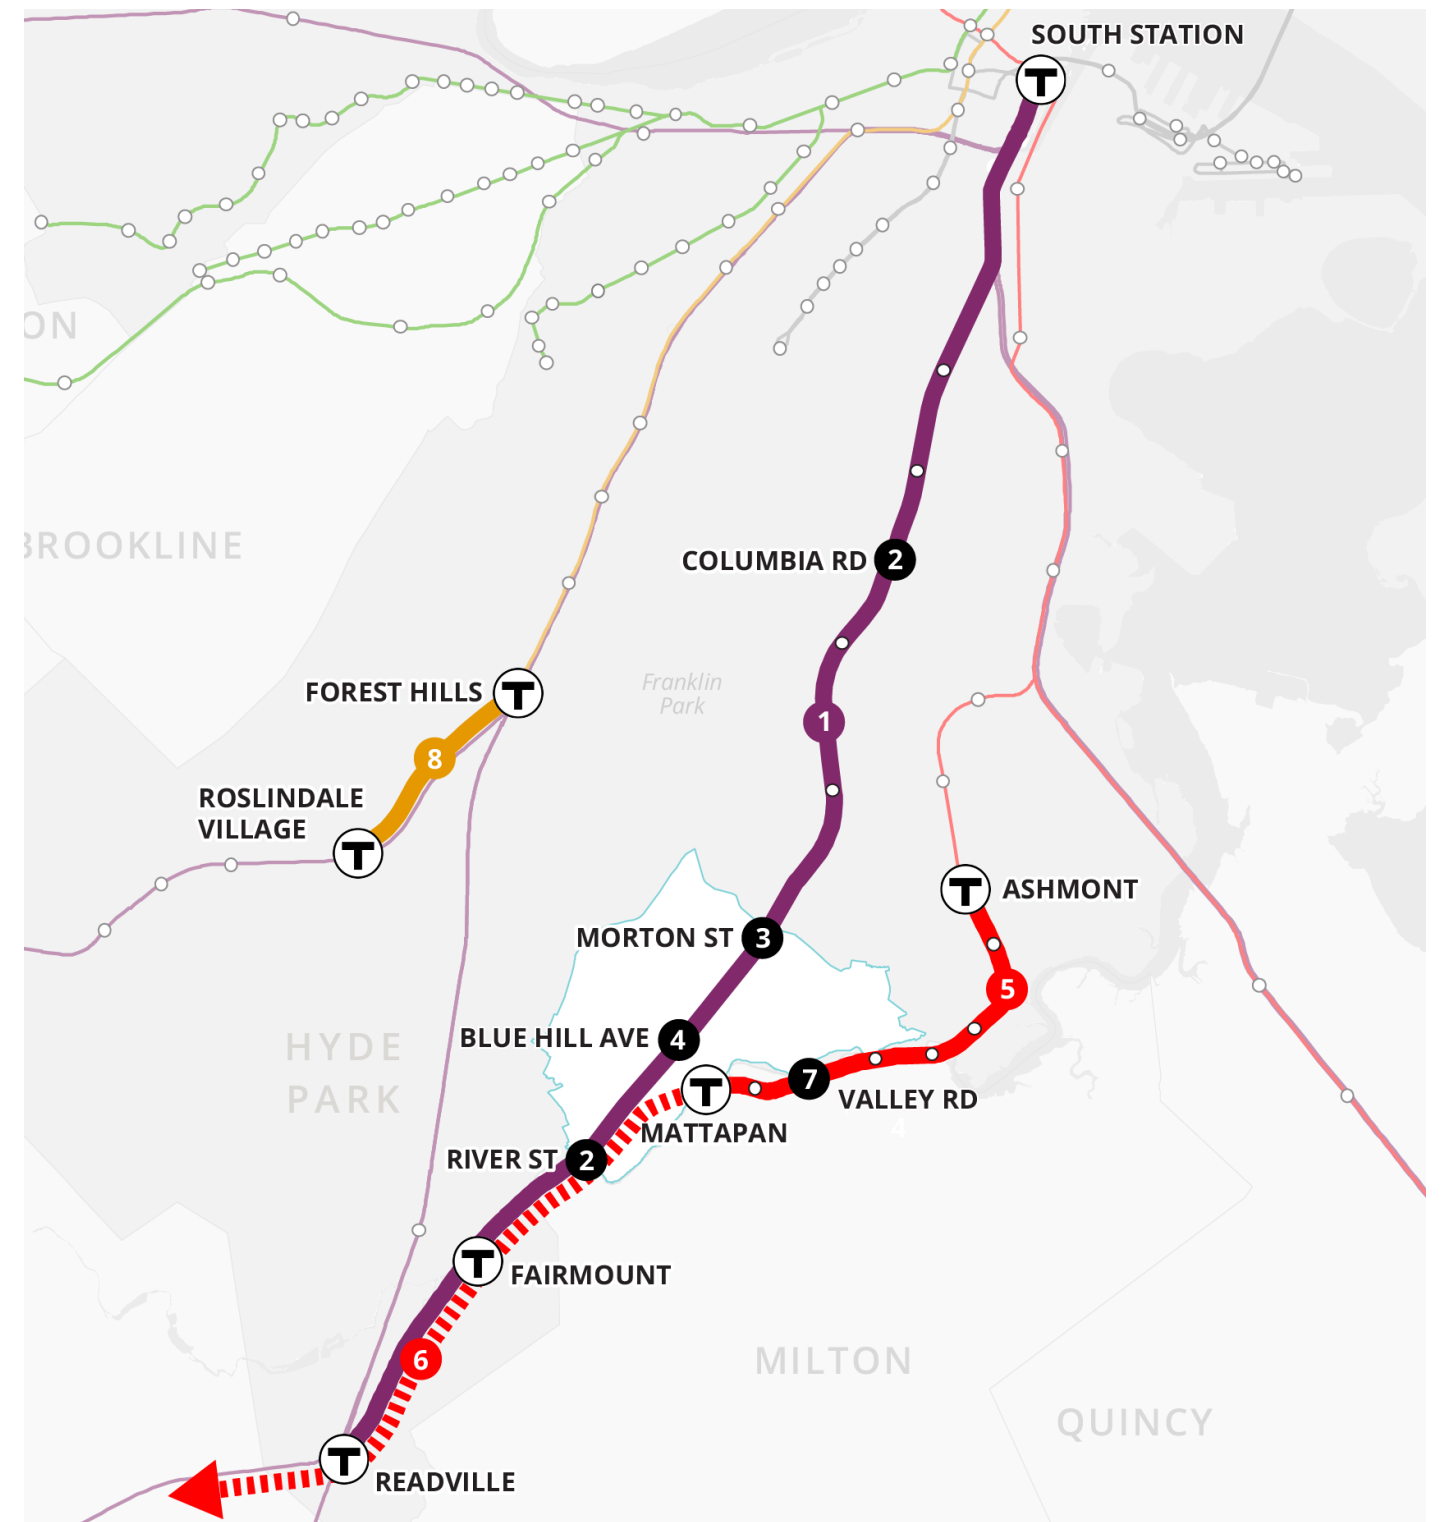 SOUTH STATION
T
ON
BROOKLINE
COLUMBIA RD
2
Franklin
Park
FOREST HILLS
T
1
8
ROSLINDALE
VILLAGE
T
T
ASHMONT
MORTON ST
3
5
BLUE HILL AVE
4
HYDE
PARK
T
7
VALLEY RD
4
MATTAPAN
RIVER ST
2
T
FAIRMOUNT
6
MILTON
QUINCY
T
READVILLE